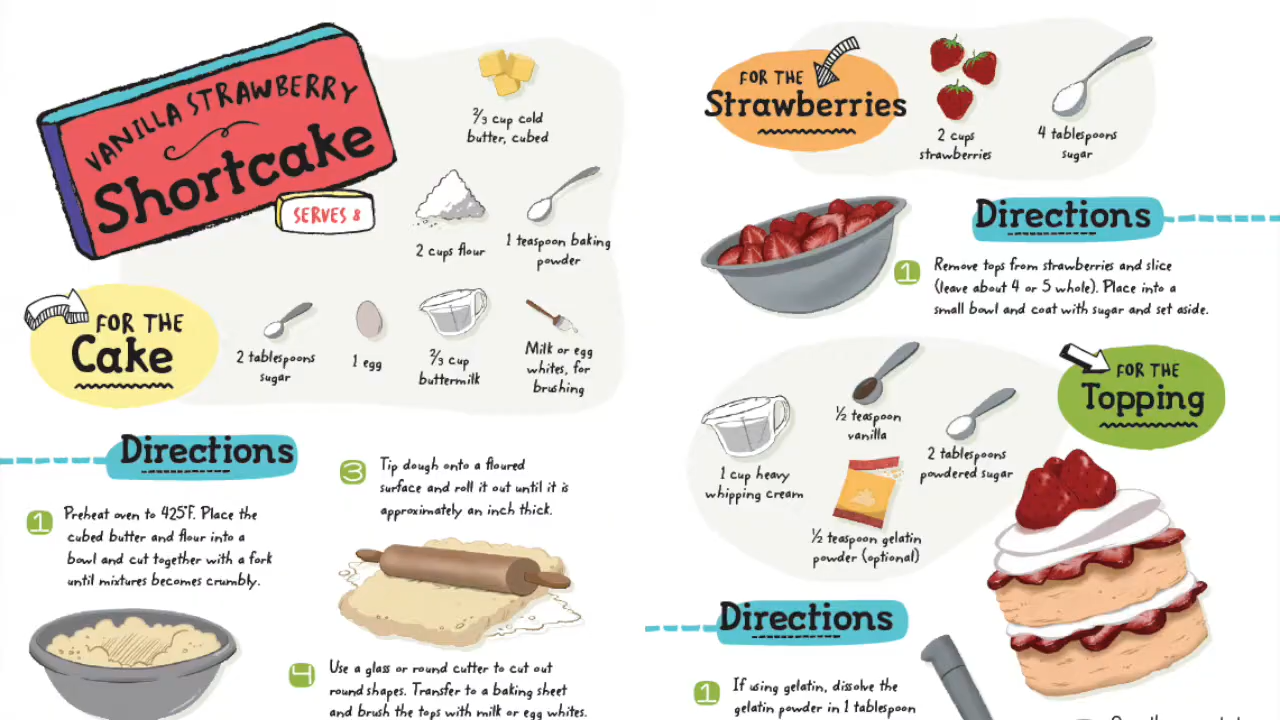 VANILLA STRAWBERRY
Shortcake
SERVES 8
⅔ cup cold
butter, cubed
2 cups flour
1 teaspoon baking
powder
FOR THE
Cake
2 tablespoons
sugar
1 egg
⅔ cup
buttermilk
Milk or egg
whites, for
brushing
Directions
1
Preheat oven to 425°F. Place the
cubed butter and flour into a
bowl and cut together with a fork
until mixtures becomes crumbly.
3
Tip dough onto a floured
surface and roll it out until it is
approximately an inch thick.
4
Use a glass or round cutter to cut out
round shapes. Transfer to a baking sheet
and brush the tops with milk or egg whites.
FOR THE
Strawberries
2 cups
strawberries
4 tablespoons
sugar
Directions
1
Remove tops from strawberries and slice
(leave about 4 or 5 whole). Place into a
small bowl and coat with sugar and set aside.
FOR THE
Topping
1 cup heavy
whipping cream
½ teaspoon
vanilla
2 tablespoons
powdered sugar
½ teaspoon gelatin
powder (optional)
Directions
1
If using gelatin, dissolve the
gelatin powder in 1 tablespoon